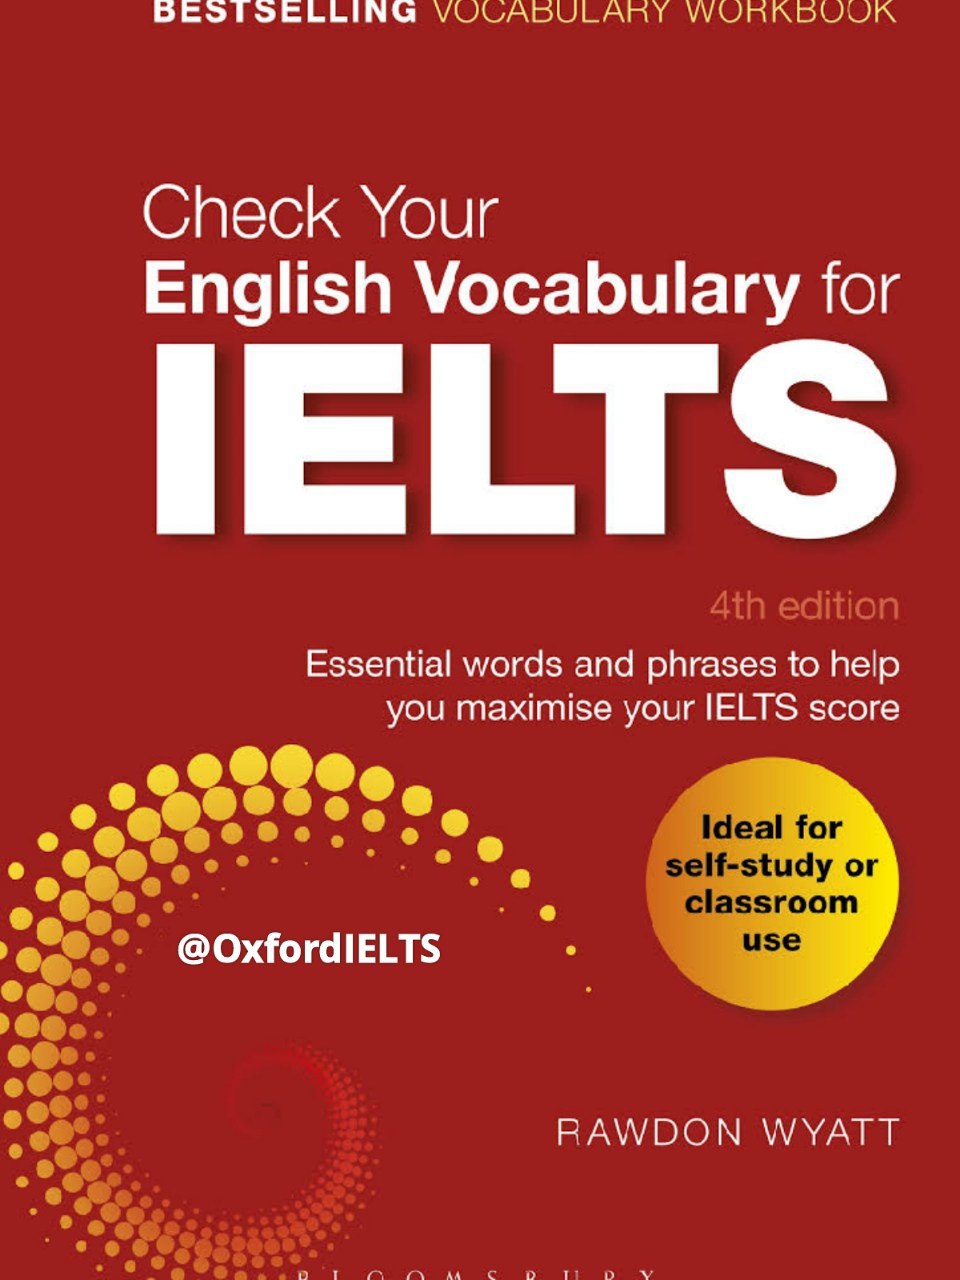 BESTSELLING VOCABULARY WORKBOOK
Check Your
English Vocabulary for
IELTS
4th edition
Essential words and phrases to help
you maximise your IELTS score
Ideal for
self-study or
classroom
use
@OxfordIELTS
RAWDON WYATT
BLOOMSBURY